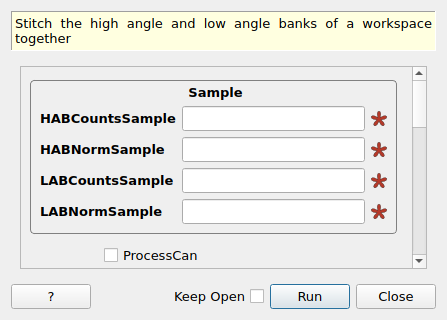 Stitch the high angle and low angle banks of a workspace
together
Sample
HABCountsSample
HABNormSample
LABCountsSample
LABNormSample
ProcessCan
? Keep Open Run Close